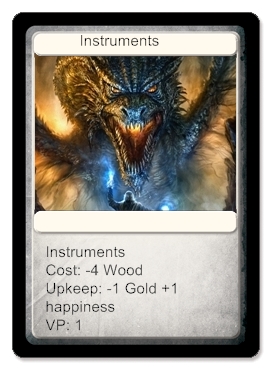 Instruments
Instruments
Cost: -4 Wood
Upkeep: -1 Gold +1
happiness
VP: 1